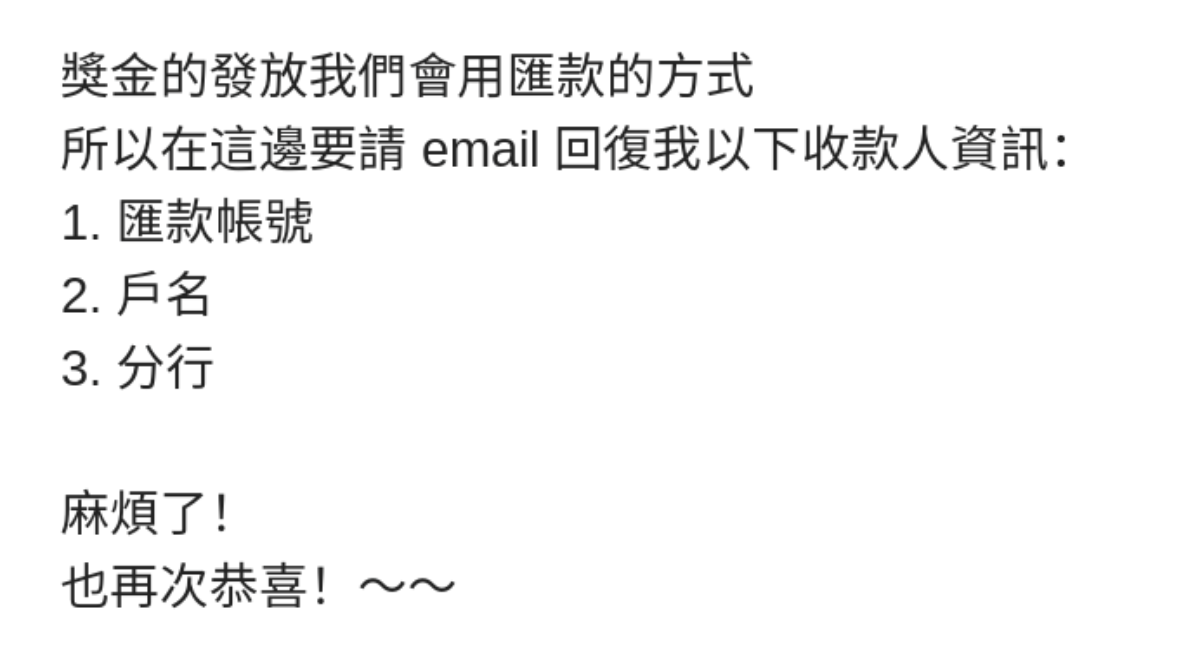 獎金的發放我們會用匯款的方式
所以在這邊要請 email 回復我以下收款人資訊：
1. 匯款帳號
2. 戶名
3. 分行
麻煩了！
也再次恭喜！～～